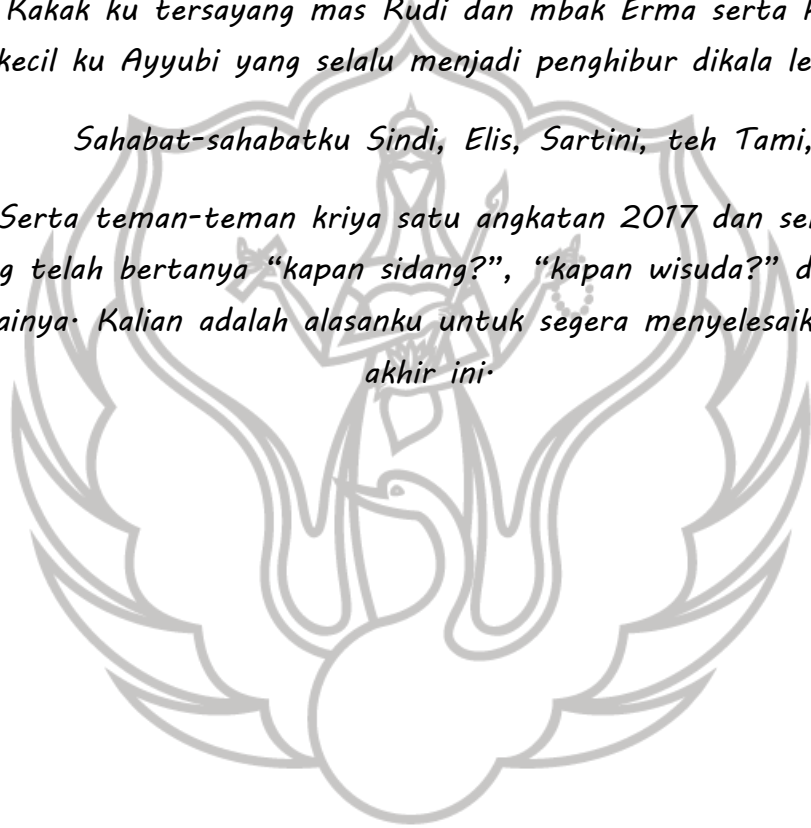 Kakak ku tersayang mas Rudi dan mbak Erma serta
kecil ku Ayyubi yang selalu menjadi penghibur dikala
Sahabat-sahabatku Sindi, Elis, Sartini, teh Tami,
Serta teman-teman kriya satu angkatan 2017 dan
telah bertanya “kapan sidang?”, “kapan wisuda?”
Kalian adalah alasanku untuk segera
akhir ini.